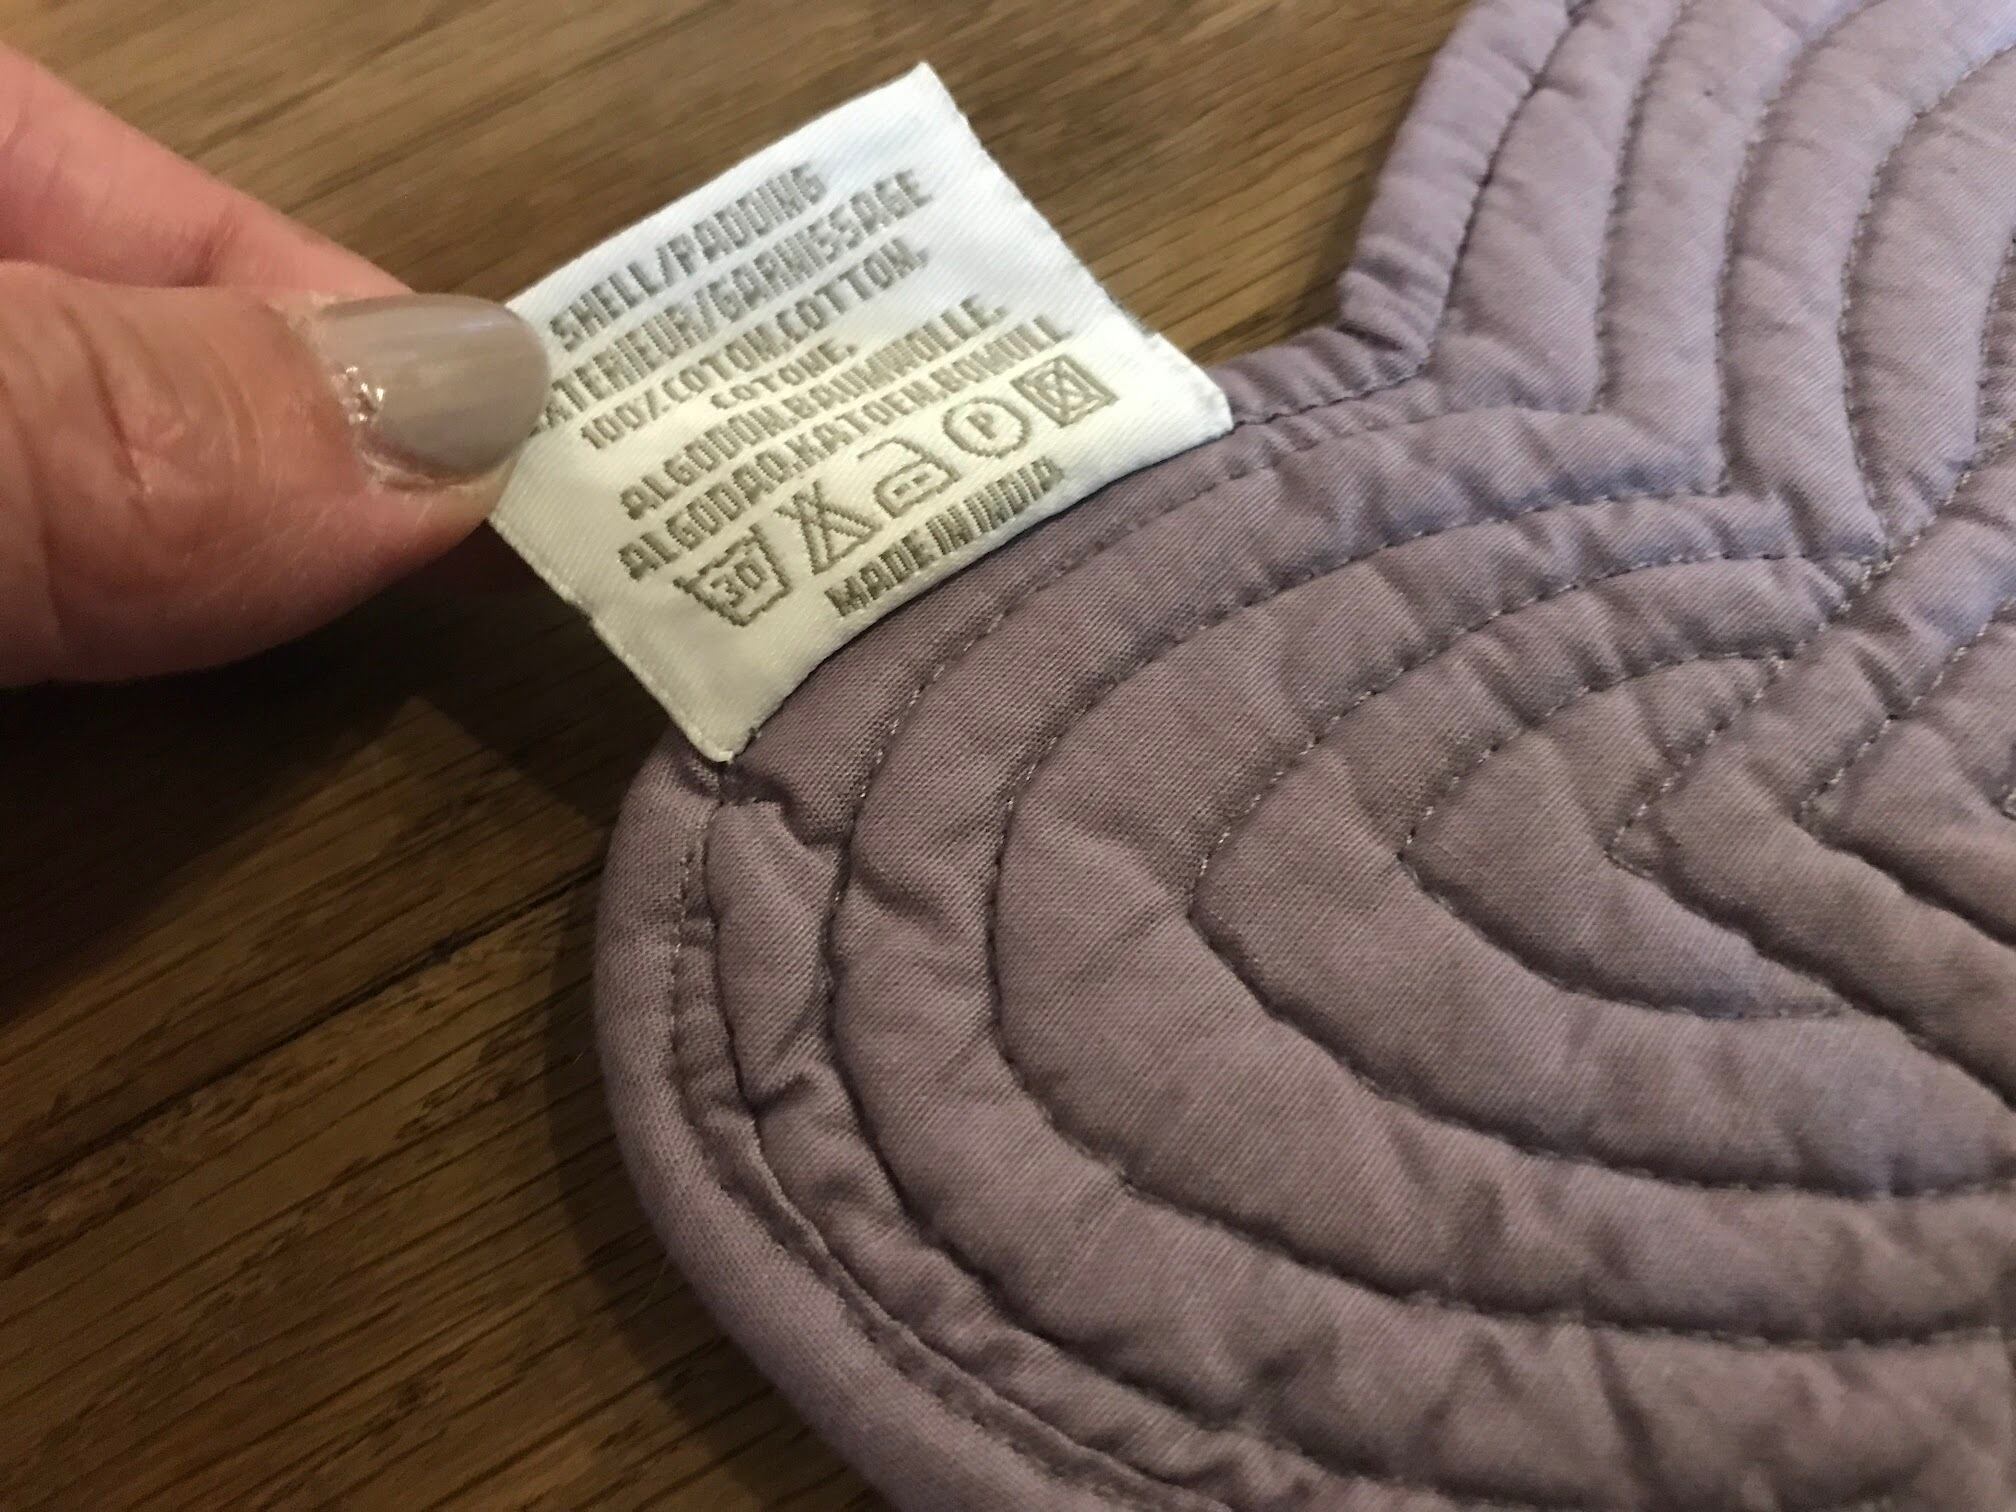 SHELL/PADDING
EXTERIEUR/GARNISSAGE
100%COTON.COTTON.
COTONE.
ALGODON.BAUMWOLLE.
ALGODAO.KATOEN.BOMULL
30 P
MADE IN INDIA